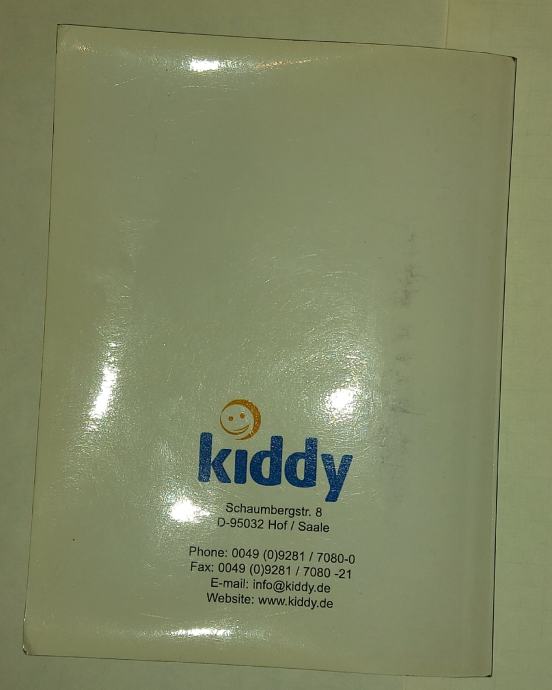 kiddy
Schaumbergstr. 8
D-95032 Hof / Saale
Phone: 0049 (0)9281 / 7080-0
Fax: 0049 (0)9281 / 7080 -21
E-mail: info@kiddy.de
Website: www.kiddy.de